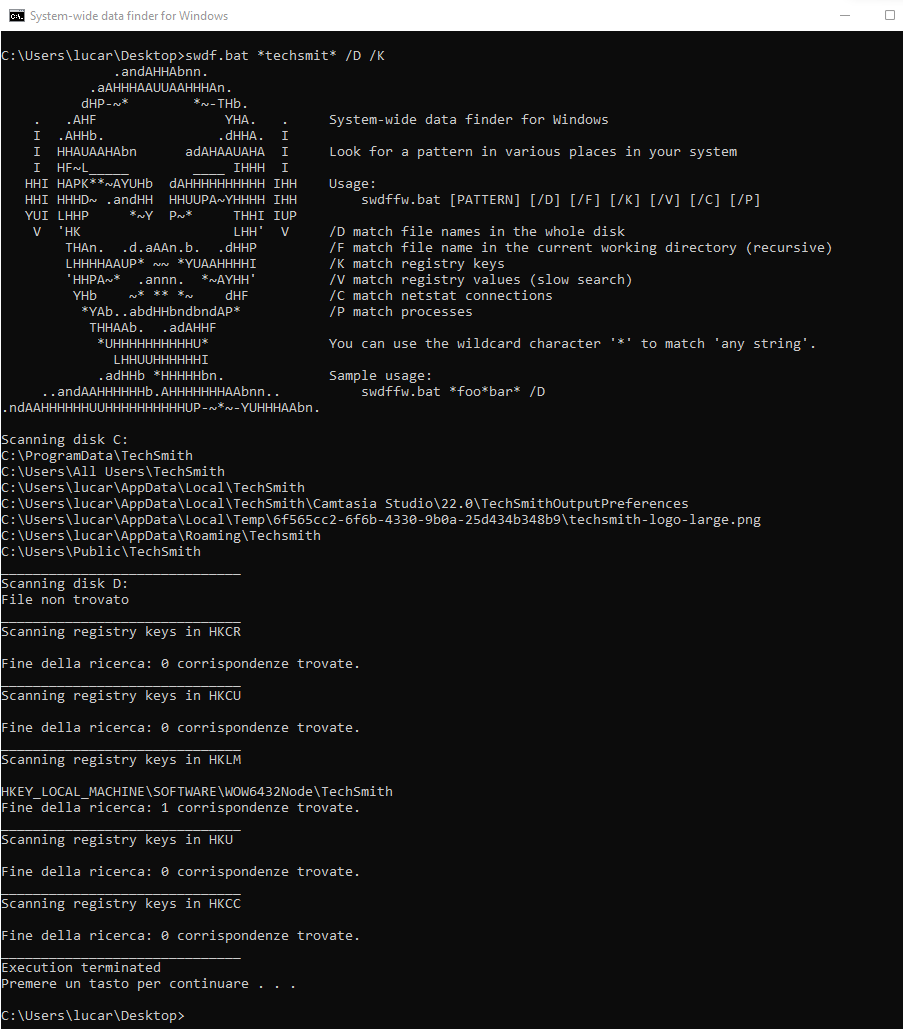 System-wide data finder for Windows
C:\Users\lucar\Desktop>swdf.bat *techsmit* /D /K
.andAHHAbnn.
.aAHHHAAUUAAHHHAn.
dHP-~*        *~-THb.
.   .AHF                YHA.   .     System-wide data finder for Windows
I  .AHHb.              .dHHA.  I
I  HHAUAAHAbn      adAHAAUAHA  I     Look for a pattern in various places in your system
I  HF~L_____        ____ IHHH  I
HHI HAPK**~AYUHb  dAHHHHHHHHHH IHH    Usage:
HHI HHHD~ .andHH  HHUUPA~YHHHH IHH        swdffw.bat [PATTERN] [/D] [/F] [/K] [/V] [/C] [/P]
YUI LHHP     *~Y  P~*     THHI IUP
V  'HK                   LHH'  V     /D match file names in the whole disk
THAn.  .d.aAAn.b.  .dHHP         /F match file name in the current working directory (recursive)
LHHHHAAUP* ~~ *YUAAHHHHI         /K match registry keys
'HHPA~*  .annn.  *~AYHH'         /V match registry values (slow search)
YHb    ~* ** *~    dHF          /C match netstat connections
*YAb..abdHHbndbndAP*           /P match processes
THHAAb.  .adAHHF
*UHHHHHHHHHHU*               You can use the wildcard character '*' to match 'any string'.
LHHUUHHHHHHI
.adHHb *HHHHHbn.             Sample usage:
..andAAHHHHHHb.AHHHHHHHAAbnn..          swdffw.bat *foo*bar* /D
.ndAAHHHHHHUUHHHHHHHHHHUP-~*~-YUHHHAAbn.
Scanning disk C:
C:\ProgramData\TechSmith
C:\Users\All Users\TechSmith
C:\Users\lucar\AppData\Local\TechSmith
C:\Users\lucar\AppData\Local\TechSmith\Camtasia Studio\22.0\TechSmithOutputPreferences
C:\Users\lucar\AppData\Local\Temp\6f565cc2-6f6b-4330-9b0a-25d434b348b9\techsmith-logo-large.png
C:\Users\lucar\AppData\Roaming\Techsmith
C:\Users\Public\TechSmith
______________________________
Scanning disk D:
File non trovato
______________________________
Scanning registry keys in HKCR
Fine della ricerca: 0 corrispondenze trovate.
______________________________
Scanning registry keys in HKCU
Fine della ricerca: 0 corrispondenze trovate.
______________________________
Scanning registry keys in HKLM
HKEY_LOCAL_MACHINE\SOFTWARE\WOW6432Node\TechSmith
Fine della ricerca: 1 corrispondenze trovate.
______________________________
Scanning registry keys in HKU
Fine della ricerca: 0 corrispondenze trovate.
______________________________
Scanning registry keys in HKCC
Fine della ricerca: 0 corrispondenze trovate.
______________________________
Execution terminated
Premere un tasto per continuare . . .
C:\Users\lucar\Desktop>